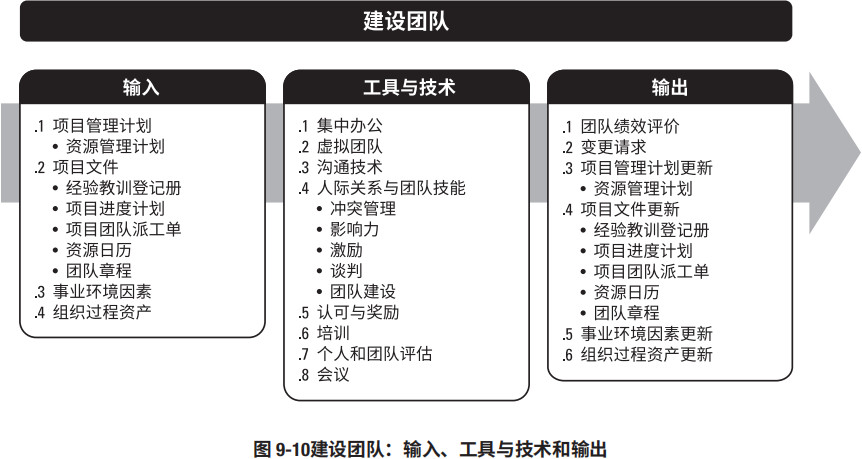 建设团队
输入
.1 项目管理计划
• 资源管理计划
.2 项目文件
• 经验教训登记册
• 项目进度计划
• 项目团队派工单
• 资源日历
• 团队章程
.3 事业环境因素
.4 组织过程资产
工具与技术
.1 集中办公
.2 虚拟团队
.3 沟通技术
.4 人际关系与团队技能
• 冲突管理
• 影响力
• 激励
• 谈判
• 团队建设
.5 认可与奖励
.6 培训
.7 个人和团队评估
.8 会议
输出
.1 团队绩效评价
.2 变更请求
.3 项目管理计划更新
• 资源管理计划
.4 项目文件更新
• 经验教训登记册
• 项目进度计划
• 项目团队派工单
• 资源日历
• 团队章程
.5 事业环境因素更新
.6 组织过程资产更新
图 9-10建设团队：输入、工具与技术和输出